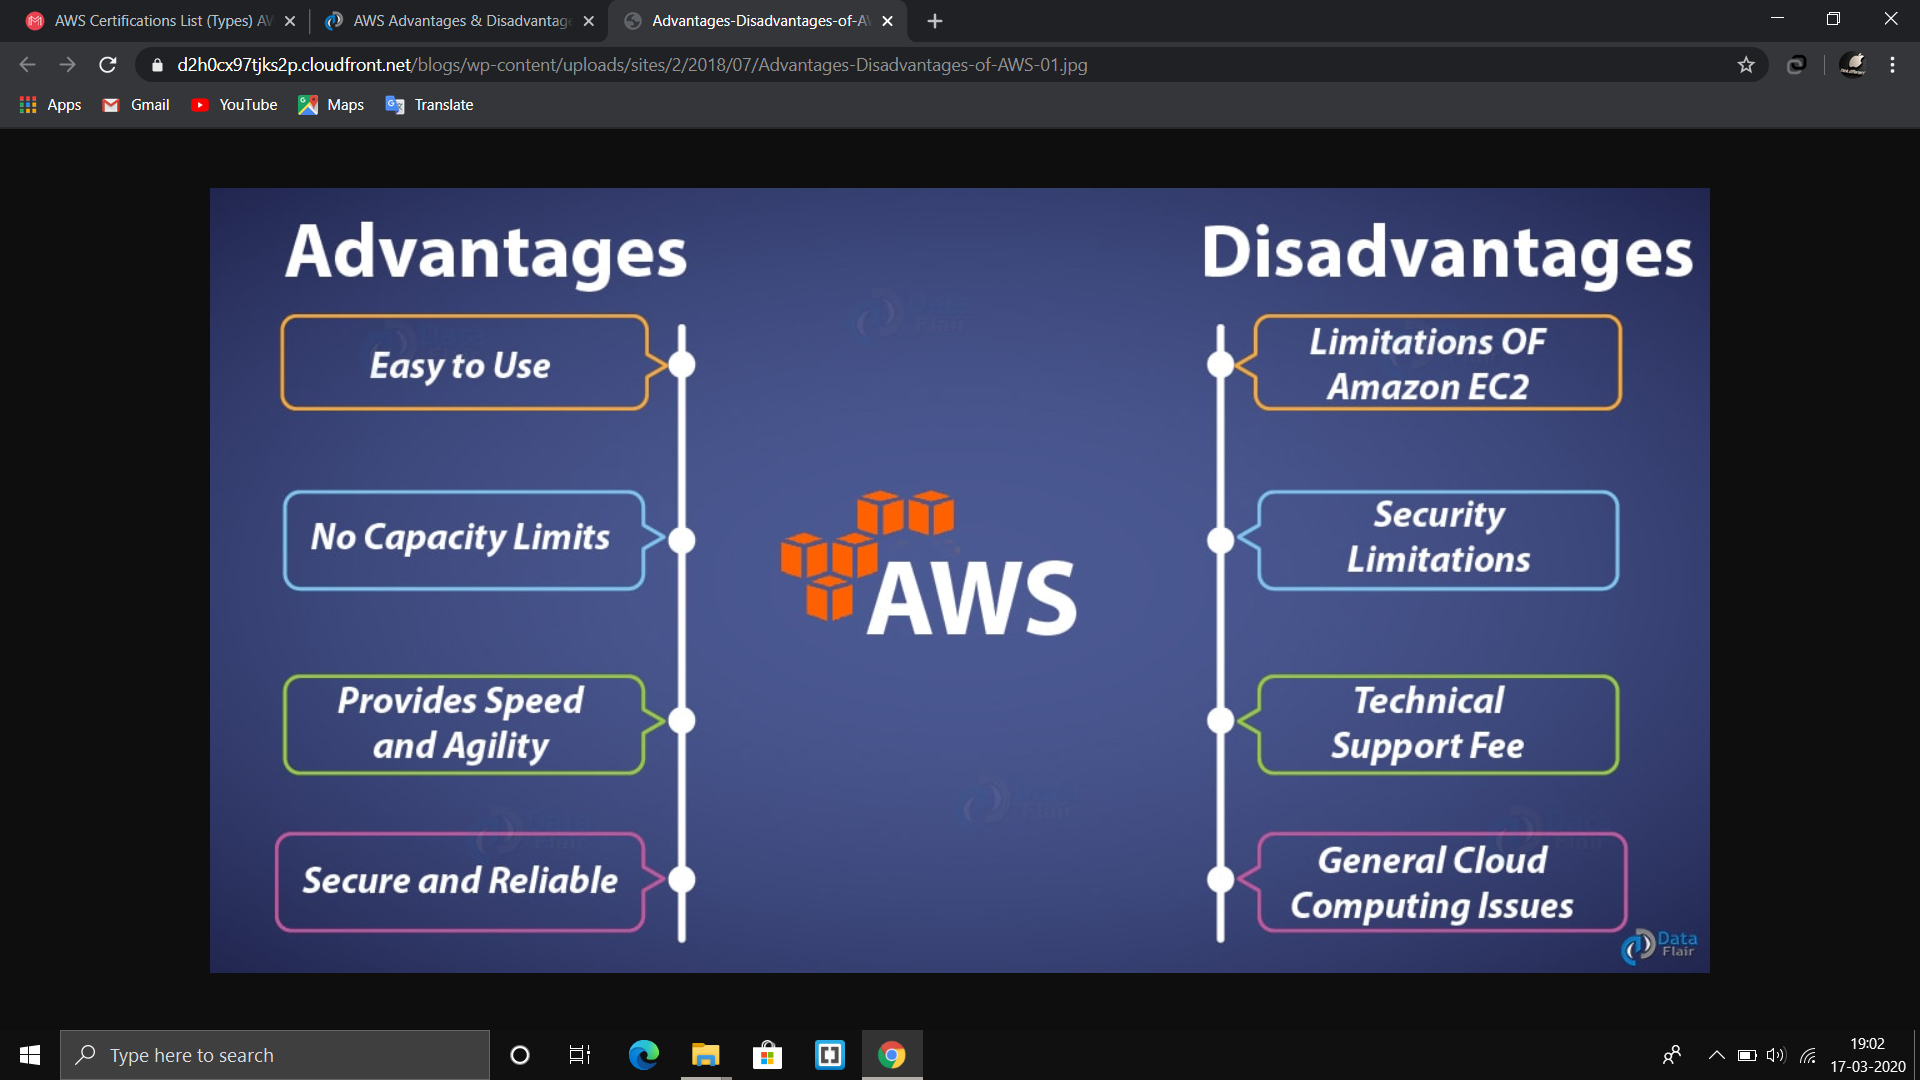 AWS Certifications List (Types) AW
AWS Advantages & Disadvantage
Advantages-Disadvantages-of-AW
d2h0cx97tjks2p.cloudfront.net/blogs/wp-content/uploads/sites/2/2018/07/Advantages-Disadvantages-of-AWS-01.jpg
Apps
Gmail
YouTube
Maps
Translate
Advantages
Easy to Use
No Capacity Limits
Provides Speed
and Agility
Secure and Reliable
AWS
Disadvantages
Limitations OF
Amazon EC2
Security
Limitations
Technical
Support Fee
General Cloud
Computing Issues
Data
Flair
Type here to search
19:02
17-03-2020